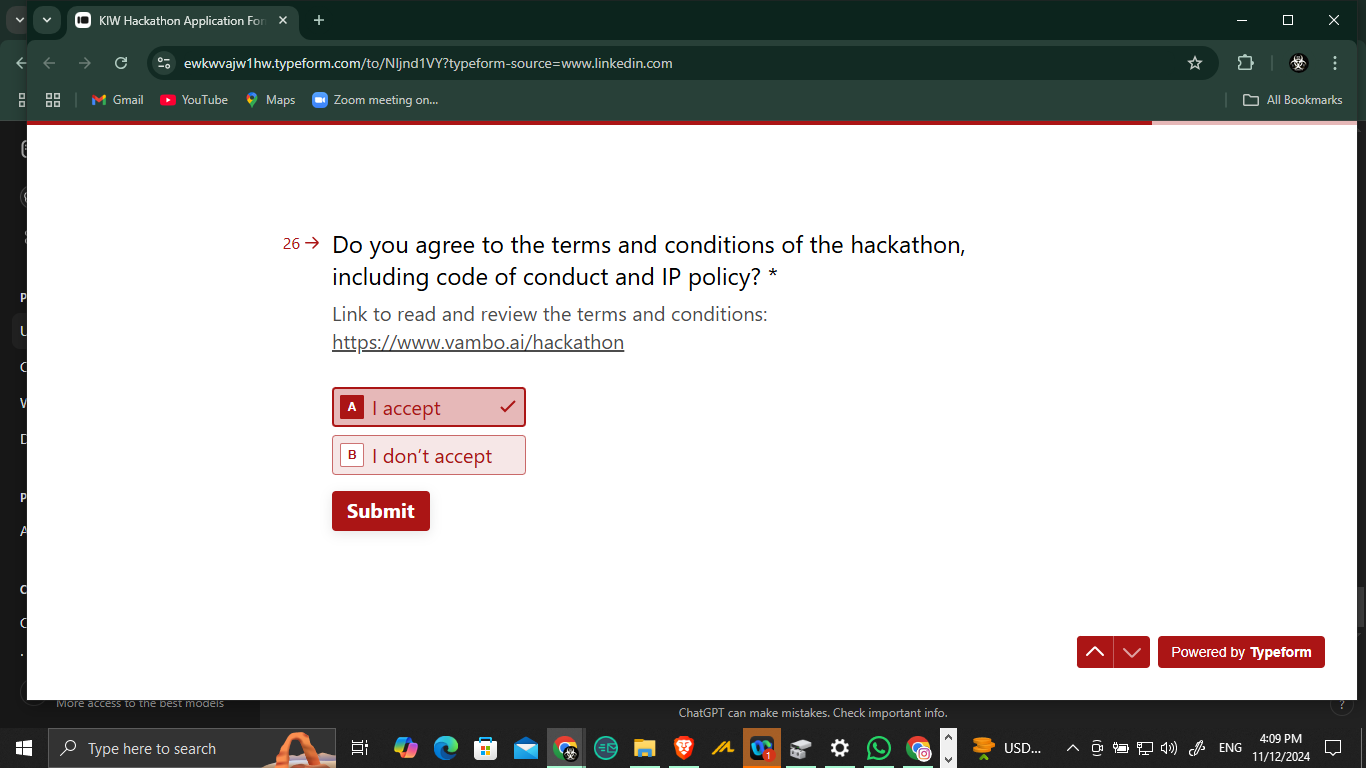 KIW Hackathon Application For
ewkwvajw1hw.typeform.com/to/NIjnd1VY?typeform-source=www.linkedin.com
Gmail
YouTube
Maps
Zoom meeting on...
All Bookmarks
26
Do you agree to the terms and conditions of the hackathon,
including code of conduct and IP policy? *
Link to read and review the terms and conditions:
https://www.vambo.ai/hackathon
A I accept
B I don't accept
Submit
Powered by Typeform
More access to the best models
ChatGPT can make mistakes. Check important info.
?
Type here to search
1
USD...
ENG
4:09 PM
11/12/2024